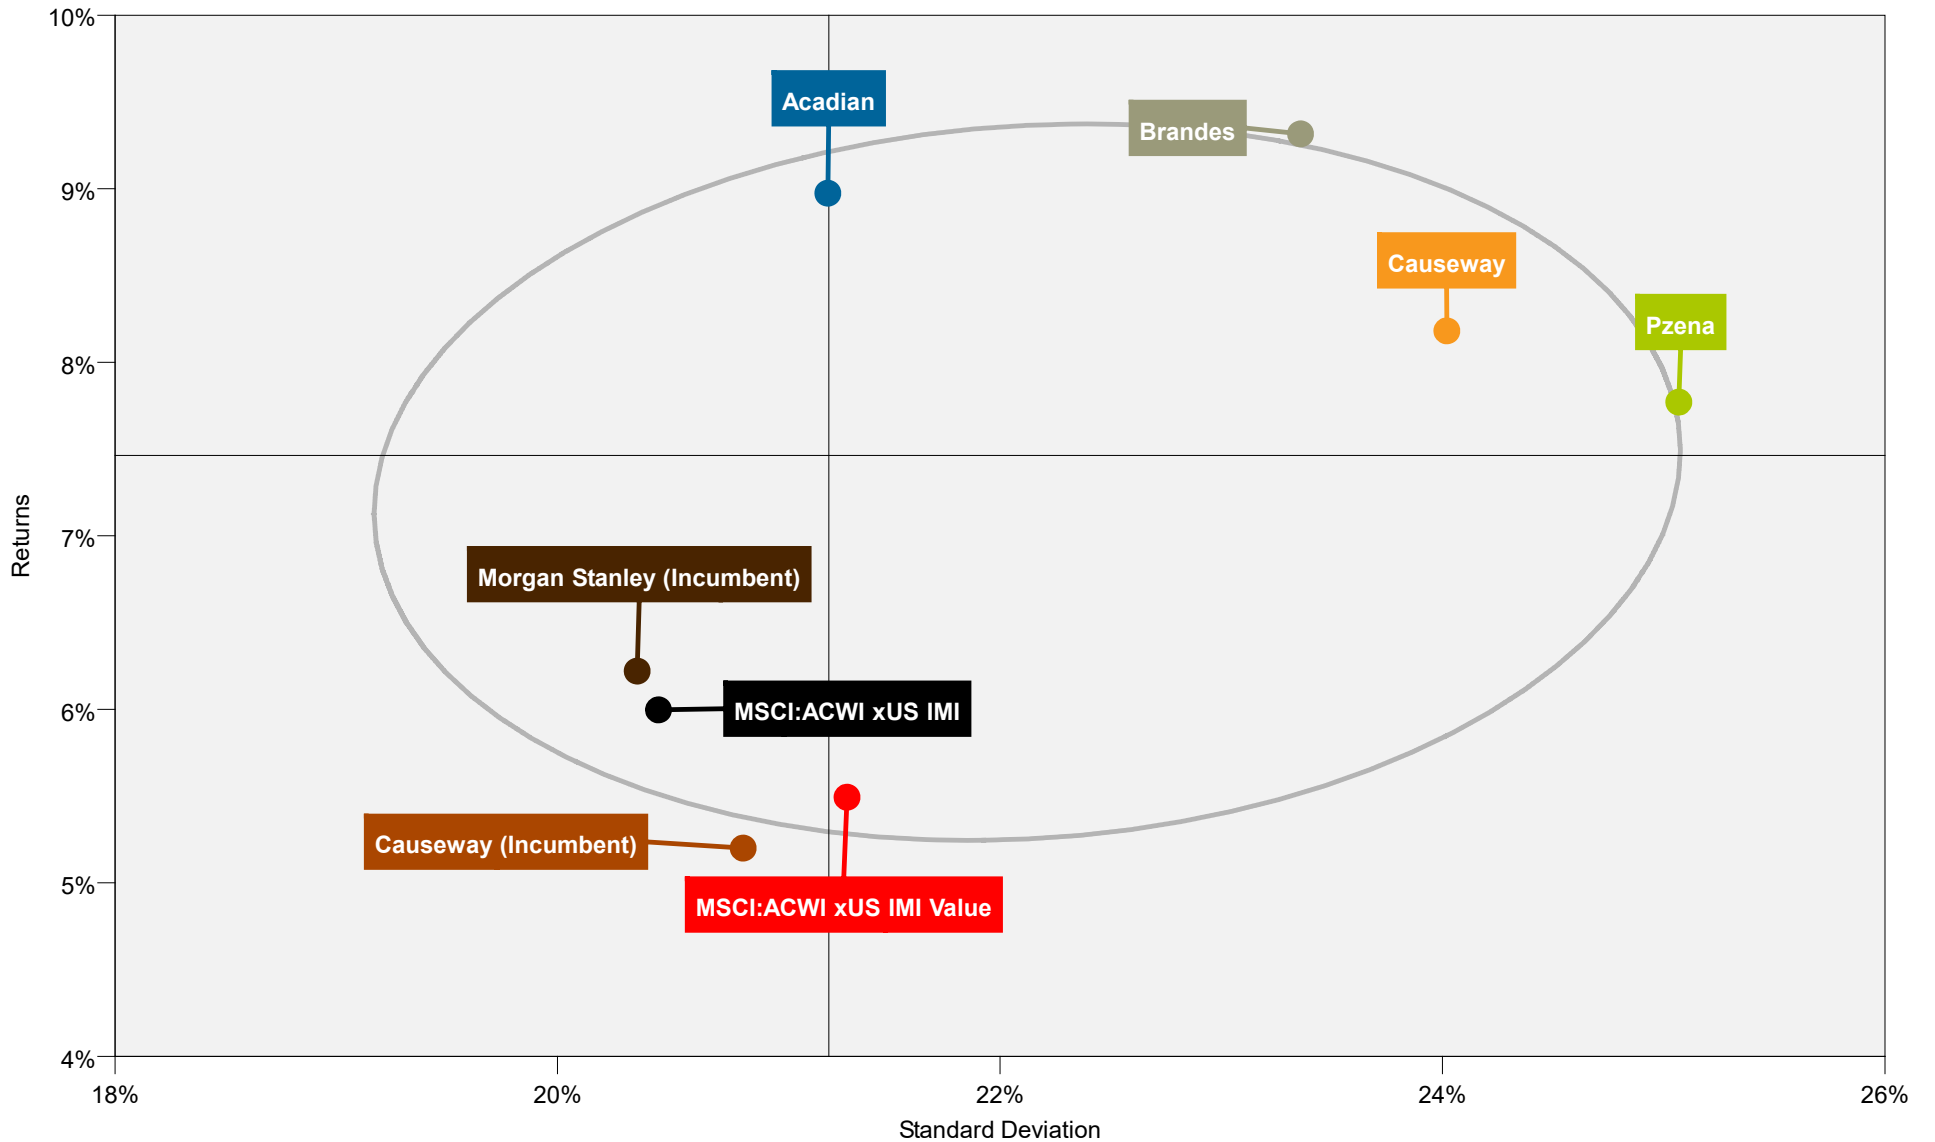 10%
Acadian
Brandes
9%
Causeway
Pzena
8%
Returns
7%
Morgan Stanley (Incumbent)
6%
MSCI:ACWI xUS IMI
Causeway (Incumbent)
5%
MSCI:ACWI xUS IMI Value
4%
18%
20%
22%
24%
26%
Standard Deviation